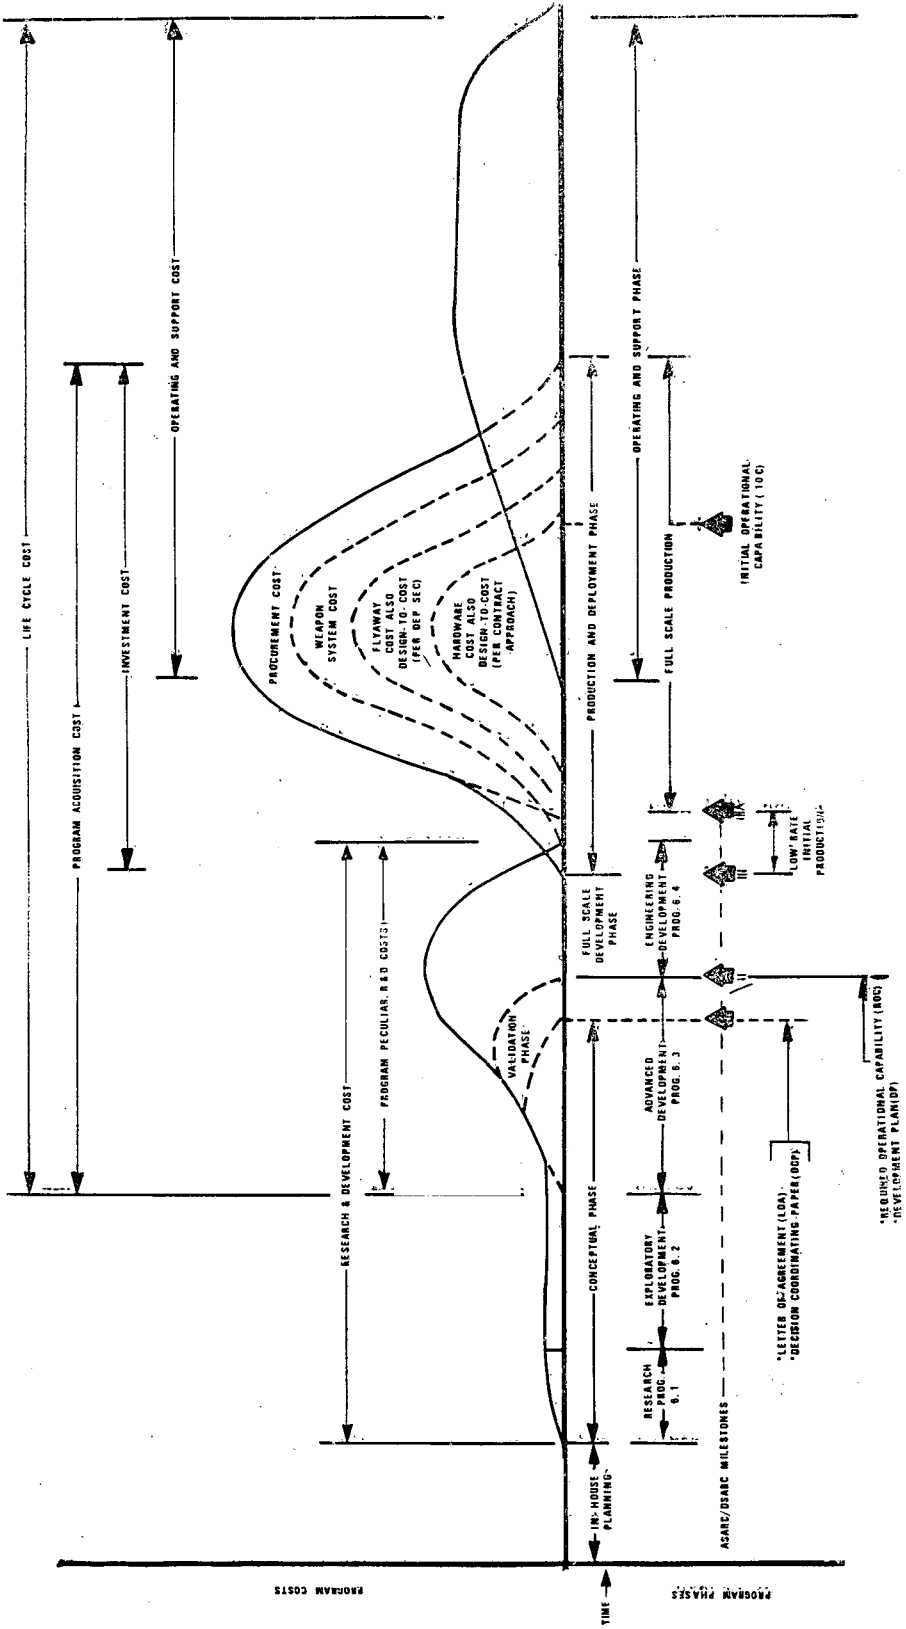 PROGRAM COSTS
LIFE CYCLE COST
PROGRAM ACQUISITION COST
INVESTMENT COST
OPERATING AND SUPPORT COST
RESEARCH & DEVELOPMENT COST
PROGRAM PECULIAR R&D COSTS
PROCUREMENT COST
WEAPON
SYSTEM COST
FLYAWAY
COST ALSO
DESIGN-TO-COST
(PER DEP SEC)
HARDWARE
COST ALSO
DESIGN-TO-COST
(PER CONTRACT
APPROACH)
VALIDATION
PHASE
TIME
PROGRAM PHASES
IN-HOUSE
PLANNING
CONCEPTUAL PHASE
FULL SCALE
DEVELOPMENT
PHASE
PRODUCTION AND DEPLOYMENT PHASE
OPERATING AND SUPPORT PHASE
RESEARCH
PROG.
6.1
EXPLORATORY
DEVELOPMENT
PROG. 6.2
ADVANCED
DEVELOPMENT
PROG. 6.3
ENGINEERING
DEVELOPMENT
PROG. 6.4
FULL SCALE PRODUCTION
ASARC/DSARC MILESTONES
I
II
III
LOW RATE
INITIAL
PRODUCTION
INITIAL OPERATIONAL
CAPABILITY (IOC)
*LETTER OF AGREEMENT (LOA)
*DECISION COORDINATING PAPER (DCP)
*REQUIRED OPERATIONAL CAPABILITY (ROC)
*DEVELOPMENT PLAN (DP)